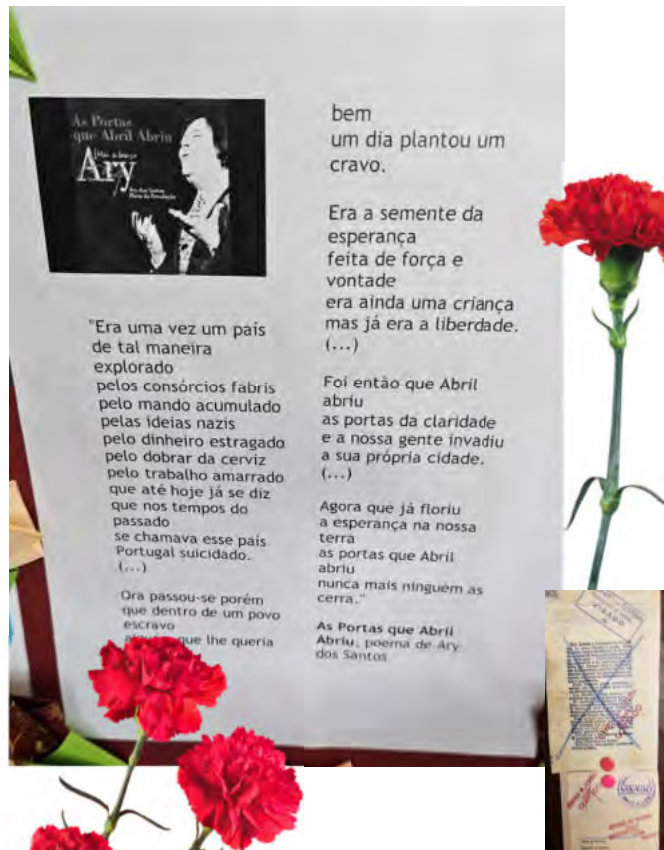 As Portas
que Abril Abriu
Ary
Ary dos Santos
"Era uma vez um país
de tal maneira
explorado
pelos consórcios fabris
pelo mando acumulado
pelas ideias nazis
pelo dinheiro estragado
pelo dobrar da cerviz
pelo trabalho amarrado
que até hoje já se diz
que nos tempos do
passado
se chamava esse país
Portugal suicidado.
(...)
Ora passou-se porém
que dentro de um povo
escravo
alguém que lhe queria
bem
um dia plantou um
cravo.
Era a semente da
esperança
feita de força e
vontade
era ainda uma criança
mas já era a liberdade.
(...)
Foi então que Abril
abriu
as portas da claridade
e a nossa gente invadiu
a sua própria cidade.
(...)
Agora que já floriu
a esperança na nossa
terra
as portas que Abril
abriu
nunca mais ninguém as
cerra."
As Portas que Abril
Abriu, poema de Ary
dos Santos
VISADO
VISADO